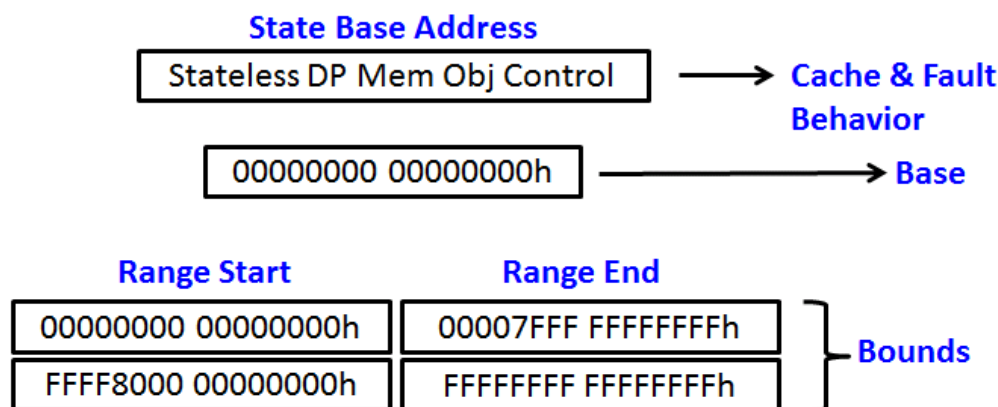 State Base Address
Stateless DP Mem Obj Control
Cache & Fault
Behavior
00000000 00000000h
Base
Range Start Range End
00000000 00000000h 00007FFF FFFFFFFFh
Bounds
FFFF8000 00000000h FFFFFFFF FFFFFFFFh